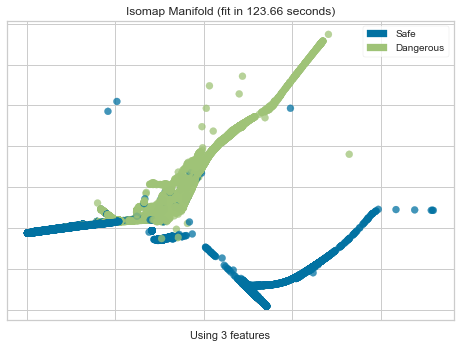 Isomap Manifold (fit in 123.66 seconds)
Safe
Dangerous
Using 3 features